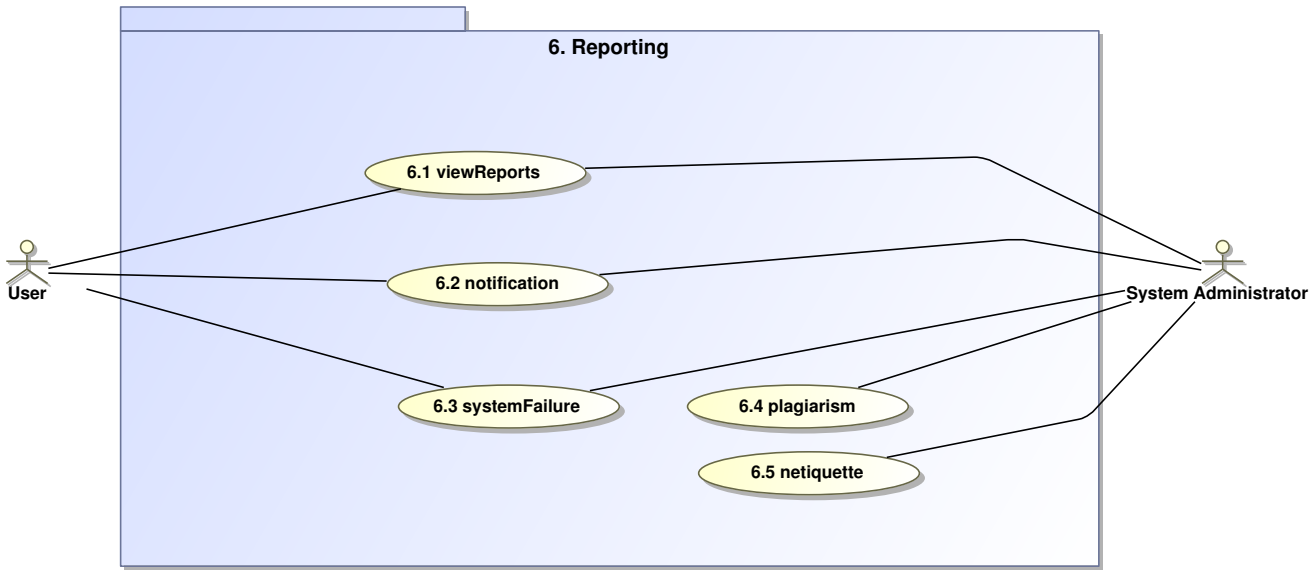 6. Reporting
6.1 viewReports
User
6.2 notification
System Administrator
6.3 systemFailure
6.4 plagiarism
6.5 netiquette